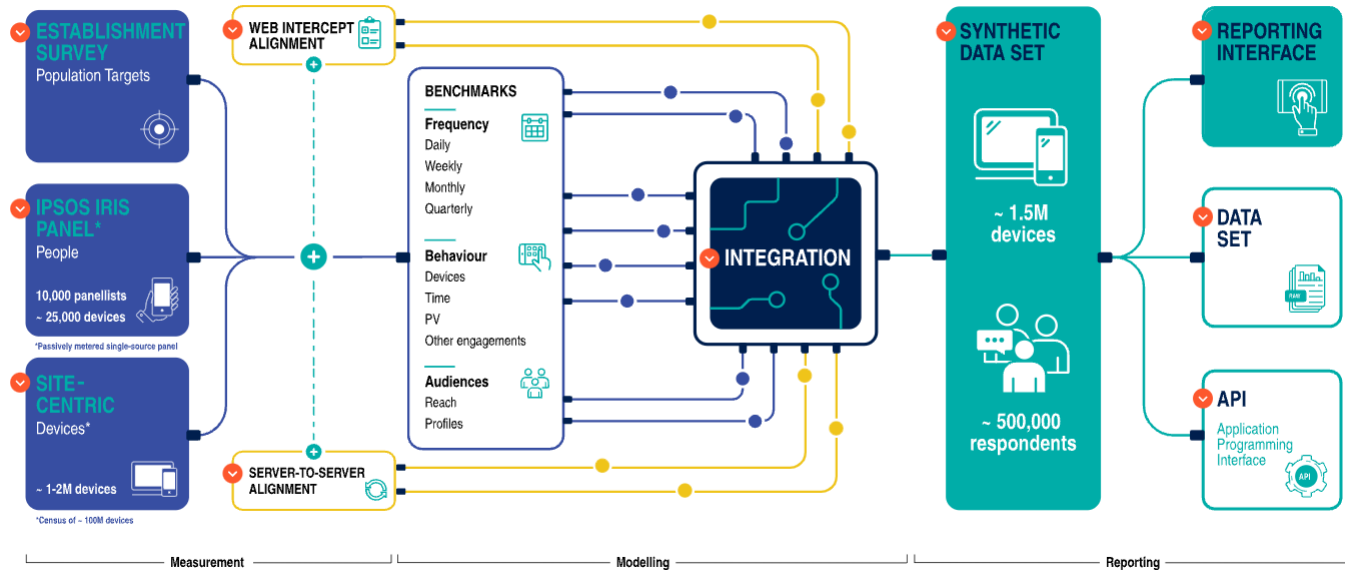 ESTABLISHMENT
SURVEY
Population Targets
IPSOS IRIS
PANEL*
People
10,000 panellists
~ 25,000 devices
*Passively metered single-source panel
SITE-
CENTRIC
Devices*
~ 1-2M devices
*Census of ~ 100M devices
WEB INTERCEPT
ALIGNMENT
SERVER-TO-SERVER
ALIGNMENT
BENCHMARKS
Frequency
Daily
Weekly
Monthly
Quarterly
Behaviour
Devices
Time
PV
Other engagements
Audiences
Reach
Profiles
INTEGRATION
SYNTHETIC
DATA SET
~ 1.5M
devices
~ 500,000
respondents
REPORTING
INTERFACE
DATA
SET
RAW
API
Application
Programming
Interface
API
Measurement
Modelling
Reporting